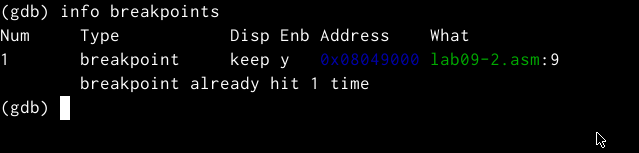 (gdb) info breakpoints
Num     Type           Disp Enb Address    What
1       breakpoint     keep y   0x08049000 lab09-2.asm:9
        breakpoint already hit 1 time
(gdb)